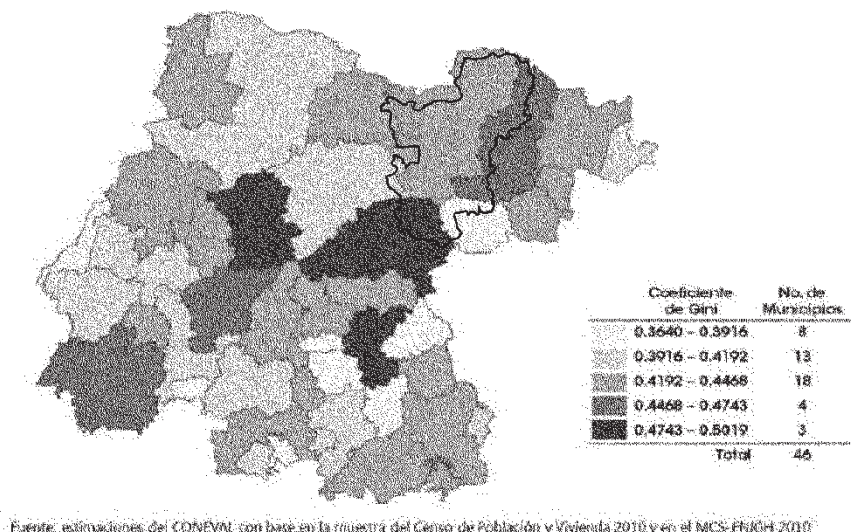 Coeficiente No. de
de Gini Municipios
0.3640 – 0.3916 8
0.3916 – 0.4192 13
0.4192 – 0.4468 18
0.4468 – 0.4743 4
0.4743 – 0.5019 3
Total 46
Fuente: estimaciones del CONEVAL con base en la muestra del Censo de Población y Vivienda 2010 y en el MCS-ENIGH 2010